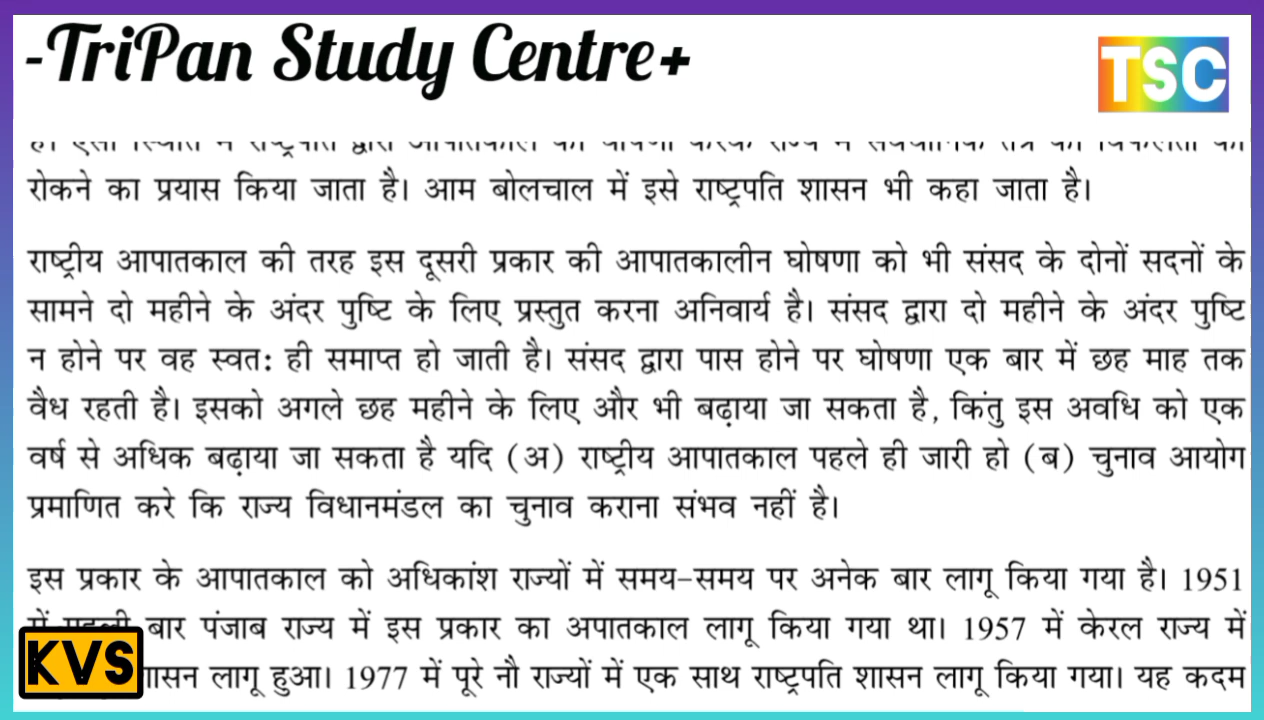 -TriPan Study Centre+
TSC
रोकने का प्रयास किया जाता है। आम बोलचाल में इसे राष्ट्रपति शासन भी कहा जाता है।
राष्ट्रीय आपातकाल की तरह इस दूसरी प्रकार की आपातकालीन घोषणा को भी संसद के दोनों सदनों के
सामने दो महीने के अंदर पुष्टि के लिए प्रस्तुत करना अनिवार्य है। संसद द्वारा दो महीने के अंदर पुष्टि
न होने पर वह स्वत: ही समाप्त हो जाती है। संसद द्वारा पास होने पर घोषणा एक बार में छह माह तक
वैध रहती है। इसको अगले छह महीने के लिए और भी बढ़ाया जा सकता है, किंतु इस अवधि को एक
वर्ष से अधिक बढ़ाया जा सकता है यदि (अ) राष्ट्रीय आपातकाल पहले ही जारी हो (ब) चुनाव आयोग
प्रमाणित करे कि राज्य विधानमंडल का चुनाव कराना संभव नहीं है।
इस प्रकार के आपातकाल को अधिकांश राज्यों में समय-समय पर अनेक बार लागू किया गया है। 1951
बार पंजाब राज्य में इस प्रकार का अपातकाल लागू किया गया था। 1957 में केरल राज्य में
लागू हुआ। 1977 में पूरे नौ राज्यों में एक साथ राष्ट्रपति शासन लागू किया गया। यह कदम
KVS